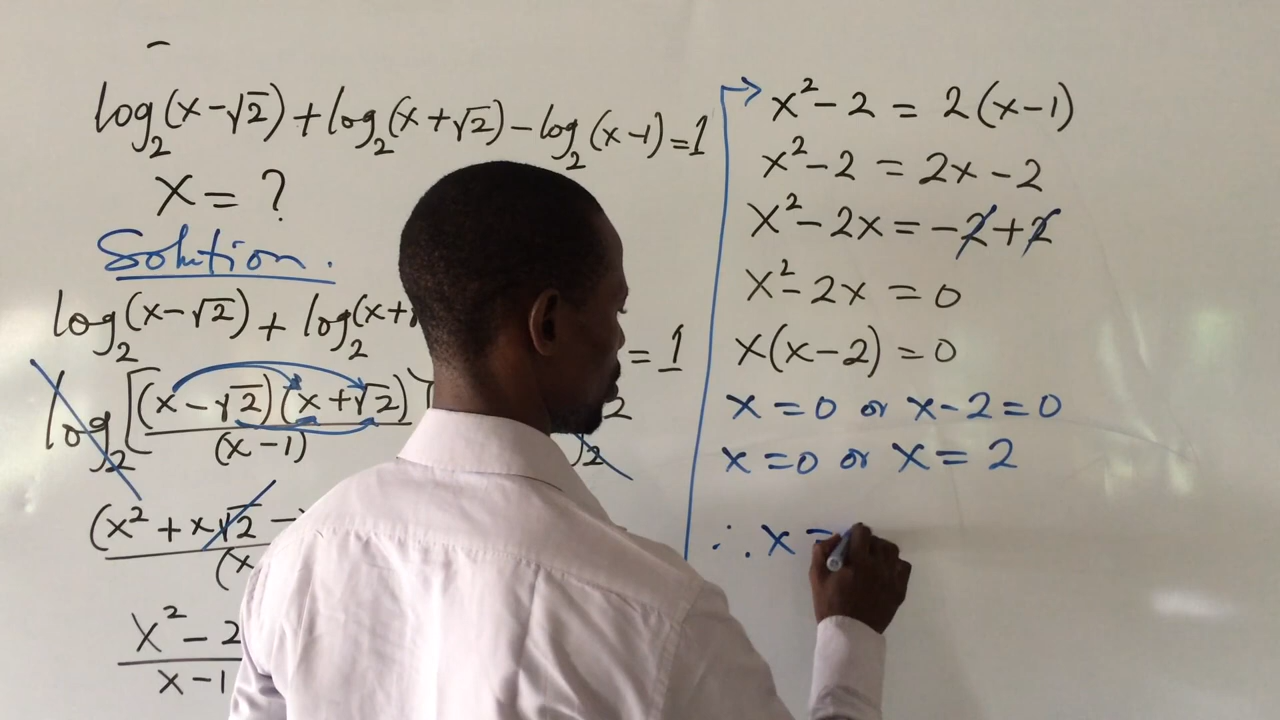 log₂(x-√2)+log₂(x+√2)-log₂(x-1)=1
x=?
Solution.
log₂(x-√2)+log₂(x+ =1
log₂[(x-√2)(x+√2) 2
(x-1) 2
(x²+x√2-
(x
x²-2
x-1
x²-2=2(x-1)
x²-2=2x-2
x²-2x=-2+2
x²-2x=0
x(x-2)=0
x=0 or x-2=0
x=0 or x=2
∴x=